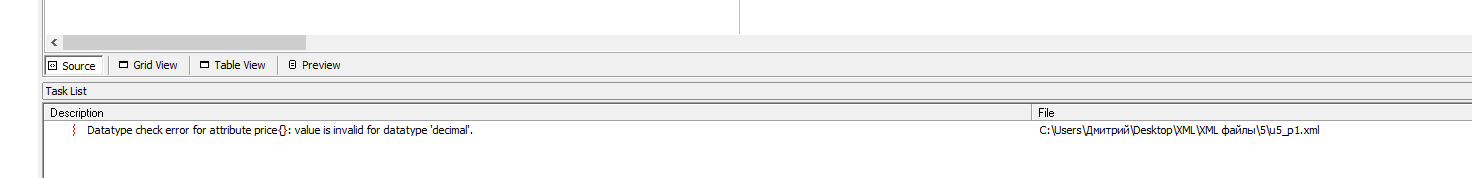 Source Grid View Table View Preview
Task List
Description File
Datatype check error for attribute price{}: value is invalid for datatype 'decimal'. C:\Users\Дмитрий\Desktop\XML\XML файлы\5\u5_p1.xml